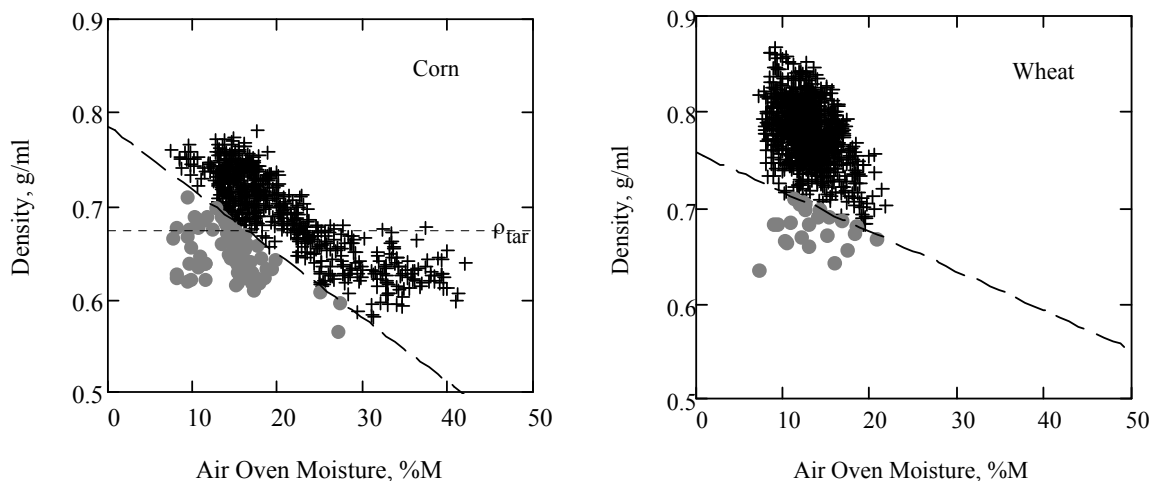 0.9
Corn
0.8
0.7
ρtar
0.6
0.5
0 10 20 30 40 50
Density, g/ml
Air Oven Moisture, %M
0.9
Wheat
0.8
0.7
0.6
0.5
0 10 20 30 40 50
Density, g/ml
Air Oven Moisture, %M